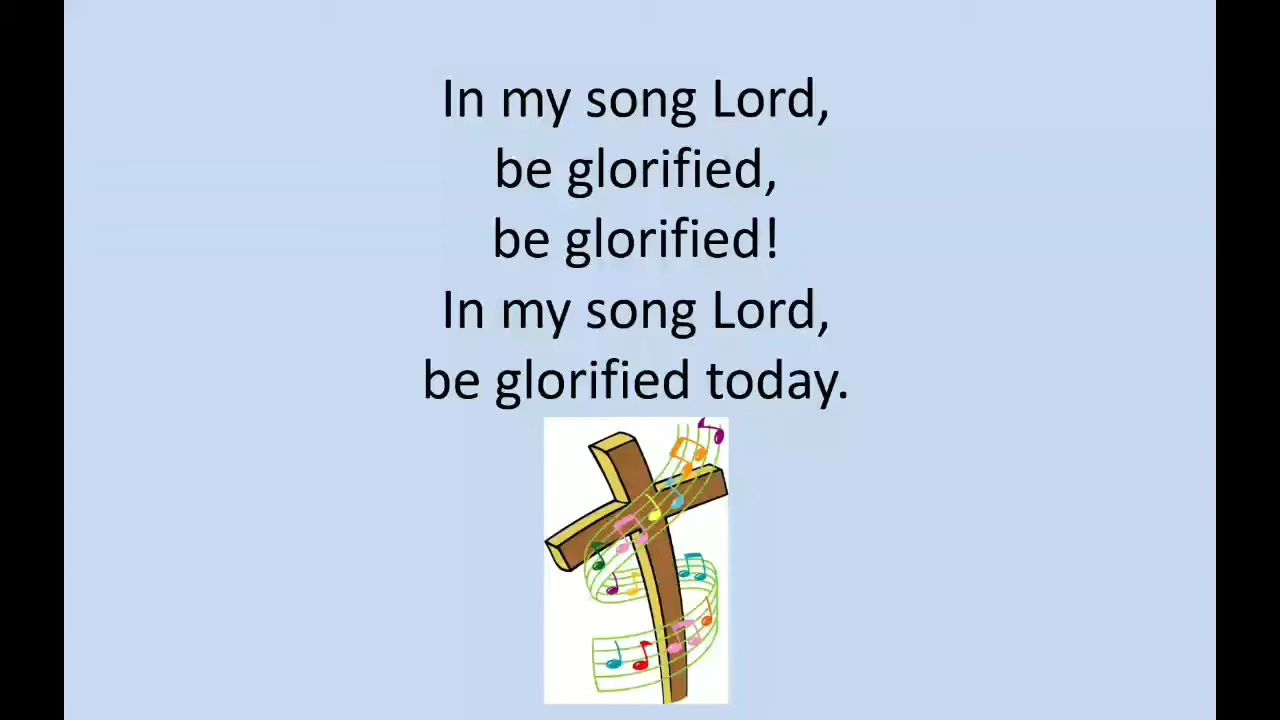 In my song Lord,
be glorified,
be glorified!
In my song Lord,
be glorified today.